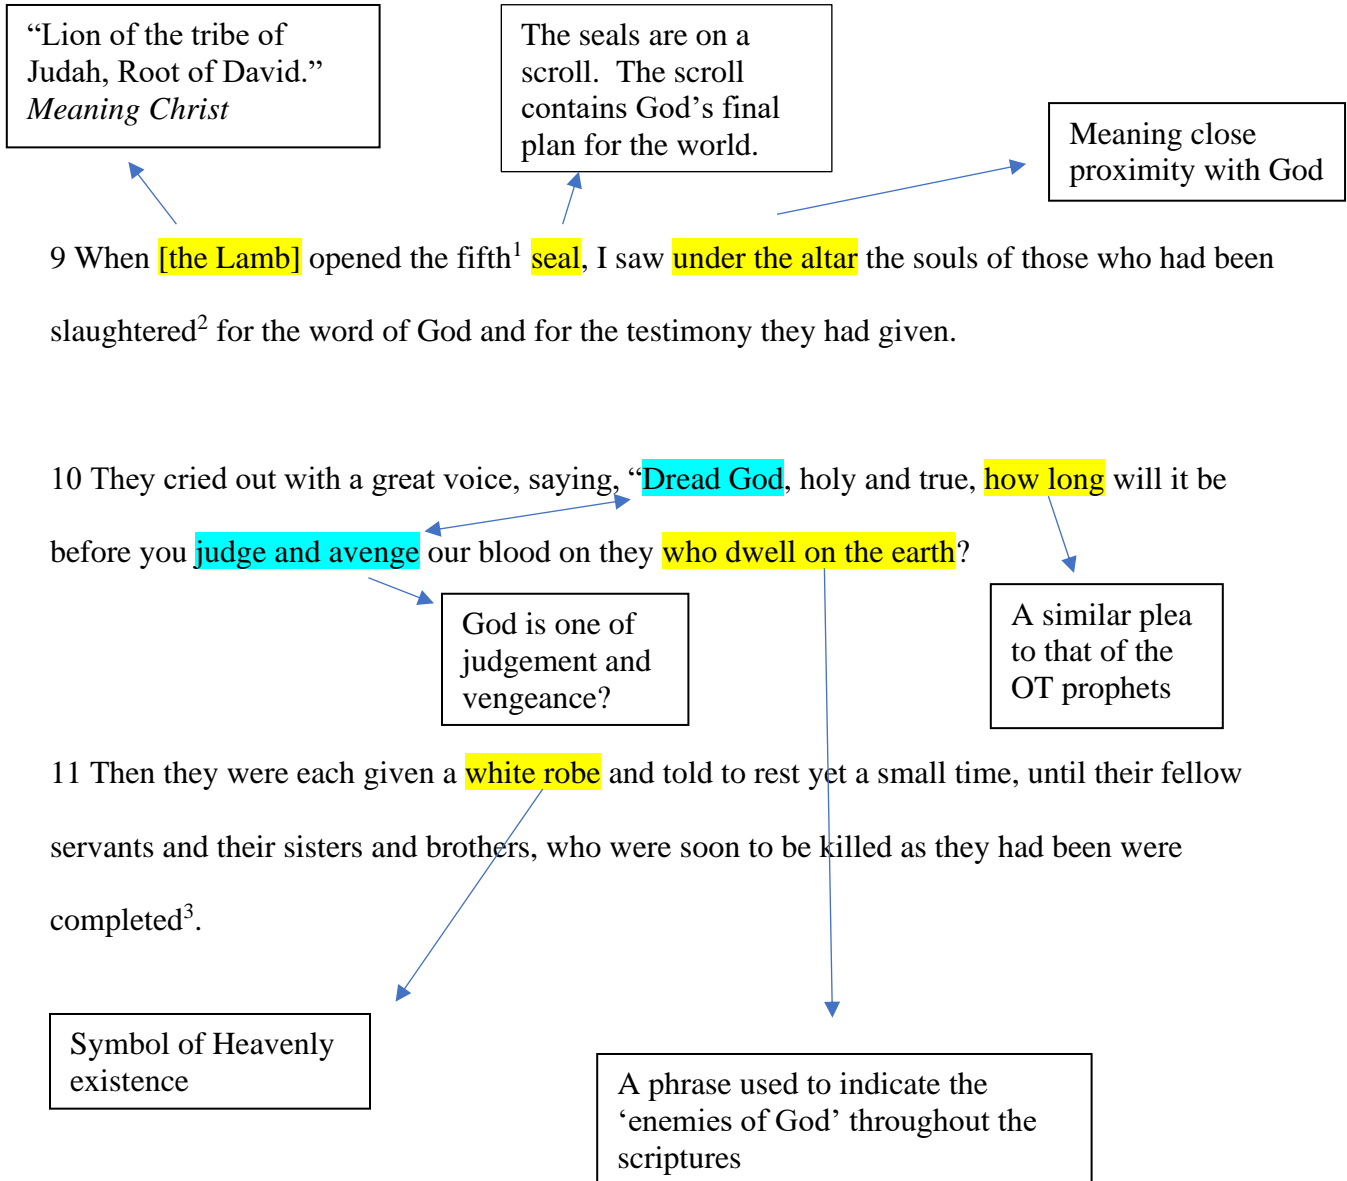 “Lion of the tribe of
Judah, Root of David.”
Meaning Christ
The seals are on a
scroll.  The scroll
contains God’s final
plan for the world.
Meaning close
proximity with God
9 When [the Lamb] opened the fifth1 seal, I saw under the altar the souls of those who had been
slaughtered2 for the word of God and for the testimony they had given.
10 They cried out with a great voice, saying, “Dread God, holy and true, how long will it be
before you judge and avenge our blood on they who dwell on the earth?
God is one of
judgement and
vengeance?
A similar plea
to that of the
OT prophets
11 Then they were each given a white robe and told to rest yet a small time, until their fellow
servants and their sisters and brothers, who were soon to be killed as they had been were
completed3.
Symbol of Heavenly
existence
A phrase used to indicate the
‘enemies of God’ throughout the
scriptures